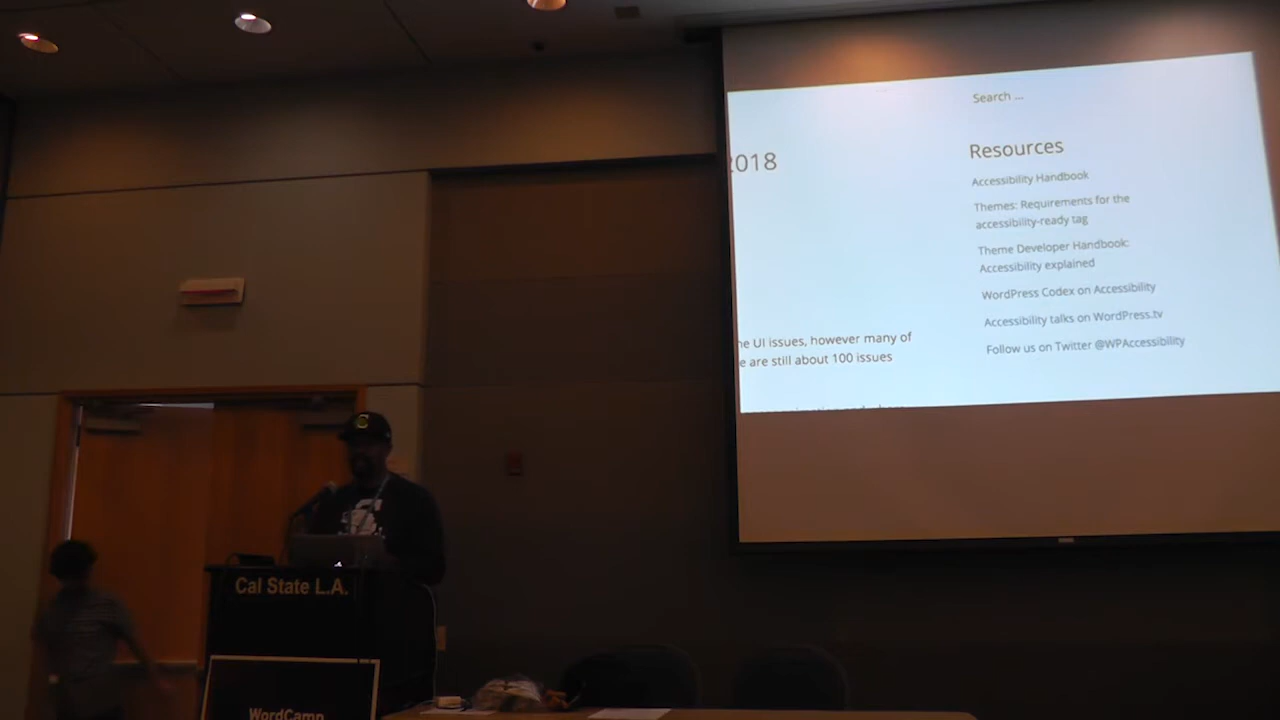 Search ...
2018
Resources
Accessibility Handbook
Themes: Requirements for the
accessibility-ready tag
Theme Developer Handbook:
Accessibility explained
WordPress Codex on Accessibility
Accessibility talks on WordPress.tv
Follow us on Twitter @WPAccessibility
he UI issues, however many of
e are still about 100 issues
Cal State L.A.
WordCamp